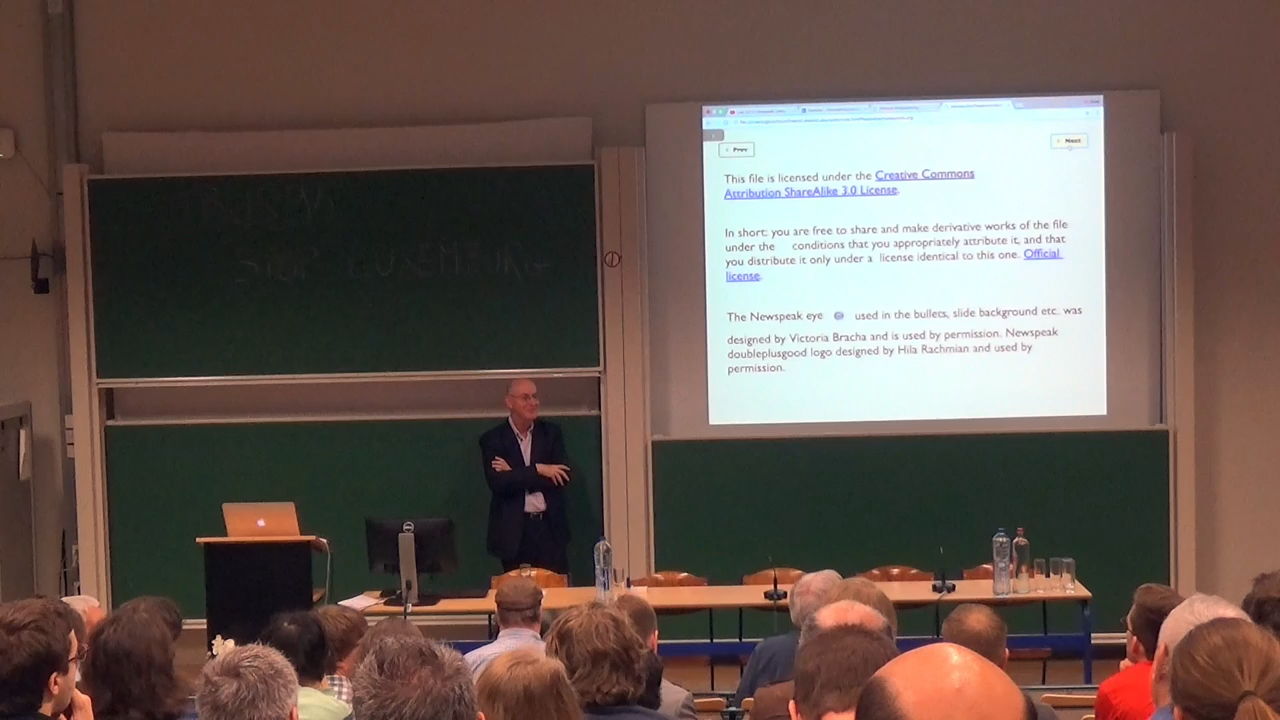 Prev
Next
This file is licensed under the Creative Commons
Attribution ShareAlike 3.0 License.
In short: you are free to share and make derivative works of the file
under the conditions that you appropriately attribute it, and that
you distribute it only under a license identical to this one. Official
license.
The Newspeak eye used in the bullets, slide background etc. was
designed by Victoria Bracha and is used by permission. Newspeak
doubleplusgood logo designed by Hila Rachmian and used by
permission.
DELL